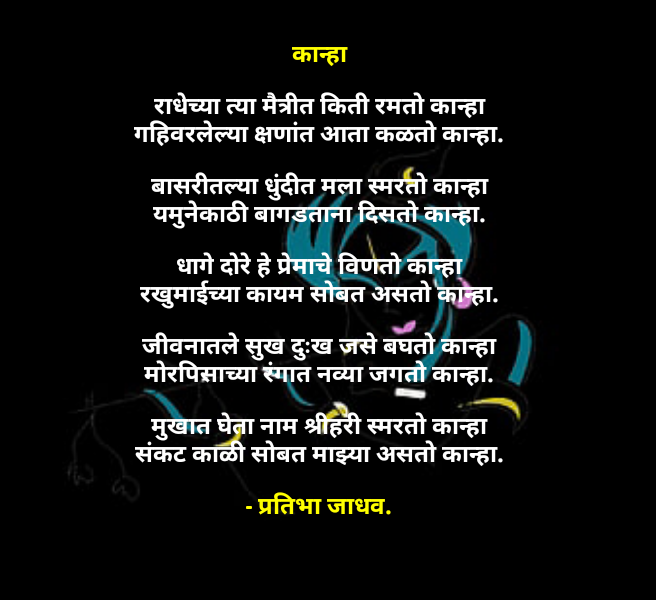 कान्हा
राधेच्या त्या मैत्रीत किती रमतो कान्हा
गहिवरलेल्या क्षणांत आता कळतो कान्हा.
बासरीतल्या धुंदीत मला स्मरतो कान्हा
यमुनेकाठी बागडताना दिसतो कान्हा.
धागे दोरे हे प्रेमाचे विणतो कान्हा
रखुमाईच्या कायम सोबत असतो कान्हा.
जीवनातले सुख दुःख जसे बघतो कान्हा
मोरपिसाच्या रंगात नव्या जगतो कान्हा.
मुखात घेता नाम श्रीहरी स्मरतो कान्हा
संकट काळी सोबत माझ्या असतो कान्हा.
- प्रतिभा जाधव.